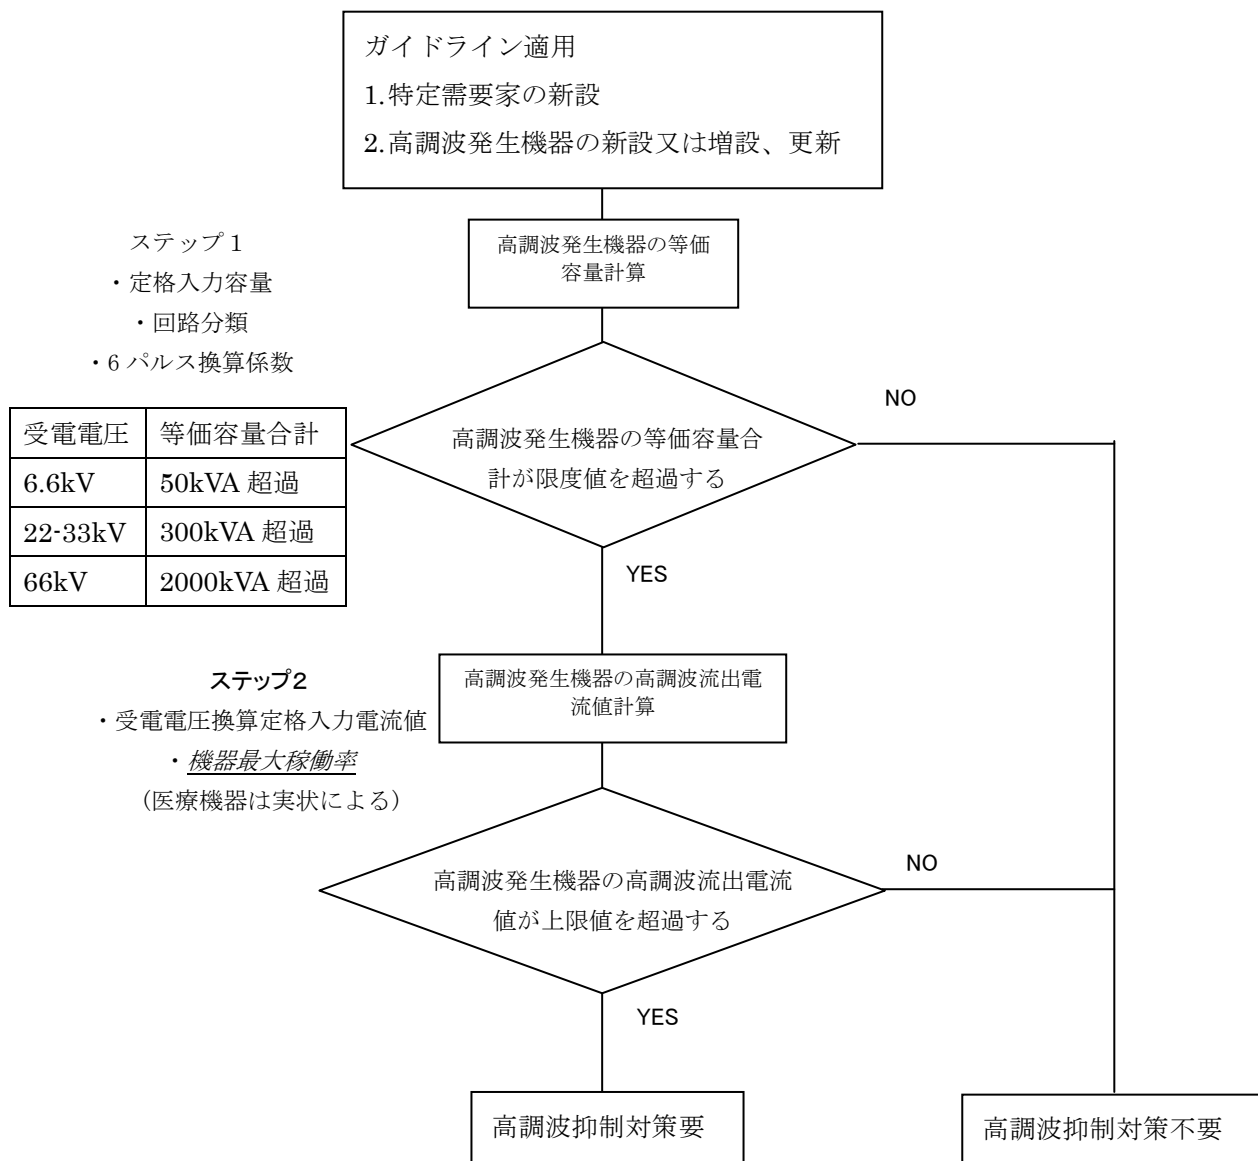 ガイドライン適用
1.特定需要家の新設
2.高調波発生機器の新設又は増設、更新
ステップ 1
・定格入力容量
・回路分類
・6 パルス換算係数
高調波発生機器の等価
容量計算
受電電圧 等価容量合計
6.6kV 50kVA 超過
22-33kV 300kVA 超過
66kV 2000kVA 超過
高調波発生機器の等価容量合
計が限度値を超過する
NO
YES
ステップ2
・受電電圧換算定格入力電流値
・機器最大稼働率
（医療機器は実状による）
高調波発生機器の高調波流出電
流値計算
高調波発生機器の高調波流出電流
値が上限値を超過する
NO
YES
高調波抑制対策要
高調波抑制対策不要